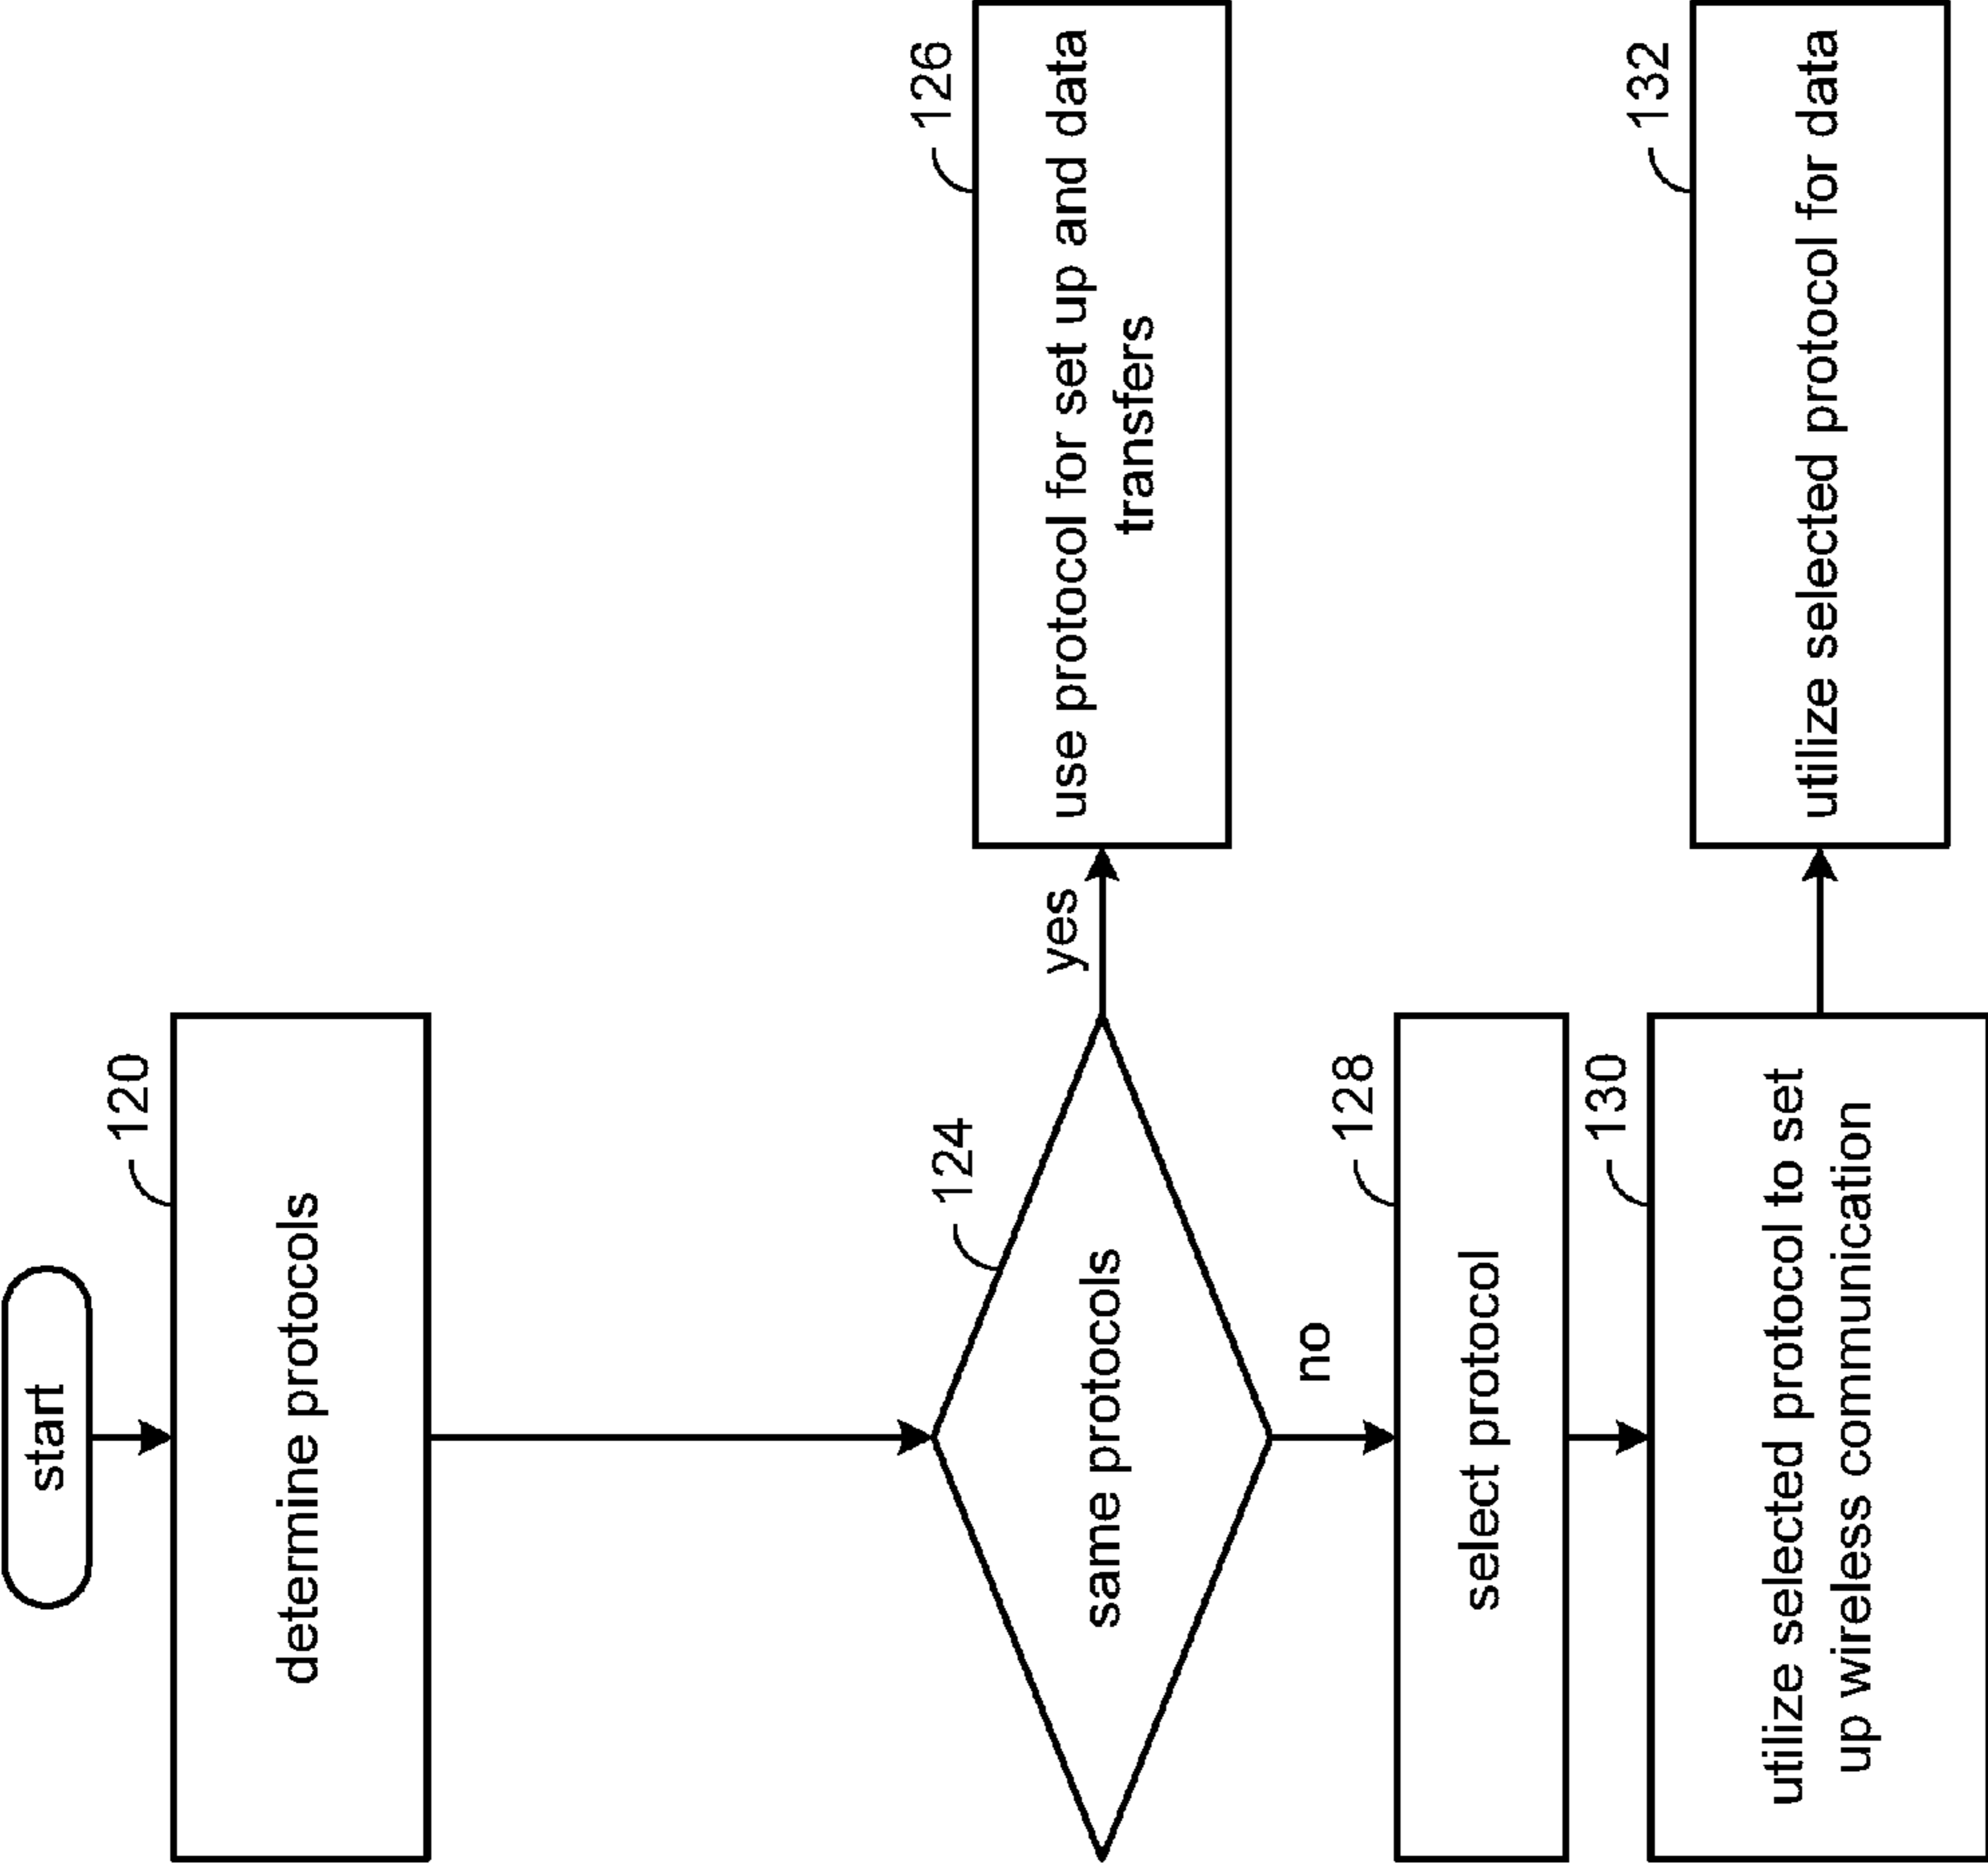 start
120
determine protocols
124
same protocols
yes
126
use protocol for set up and data
transfers
no
128
select protocol
130
utilize selected protocol to set
up wireless communication
132
utilize selected protocol for data